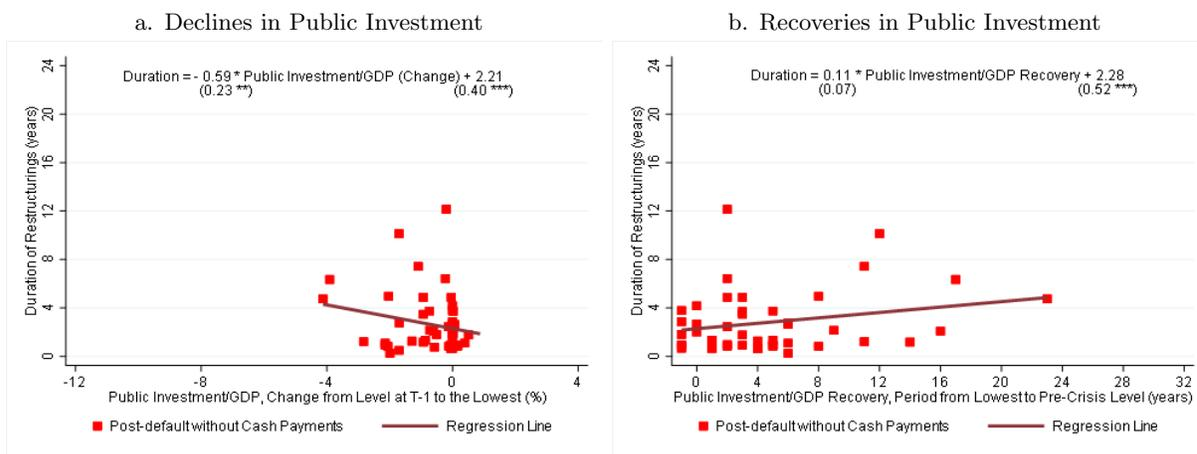 a. Declines in Public Investment
Duration = - 0.59 * Public Investment/GDP (Change) + 2.21
(0.23 **) (0.40 ***)
Duration of Restructurings (years)
24
20
16
12
8
4
0
-12 -8 -4 0 4
Public Investment/GDP, Change from Level at T-1 to the Lowest (%)
Post-default without Cash Payments Regression Line
b. Recoveries in Public Investment
Duration = 0.11 * Public Investment/GDP Recovery + 2.28
(0.07) (0.52 ***)
Duration of Restructurings (years)
24
20
16
12
8
4
0
0 4 8 12 16 20 24 28 32
Public Investment/GDP Recovery, Period from Lowest to Pre-Crisis Level (years)
Post-default without Cash Payments Regression Line